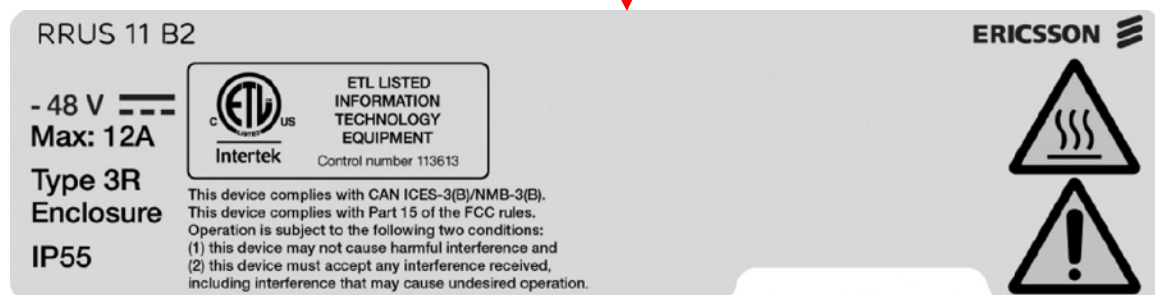 RRUS 11 B2
ERICSSON
- 48 V
Max: 12A
Type 3R
Enclosure
IP55
ETL
LISTED
C US
Intertek
ETL LISTED
INFORMATION
TECHNOLOGY
EQUIPMENT
Control number 113613
This device complies with CAN ICES-3(B)/NMB-3(B).
This device complies with Part 15 of the FCC rules.
Operation is subject to the following two conditions:
(1) this device may not cause harmful interference and
(2) this device must accept any interference received,
including interference that may cause undesired operation.